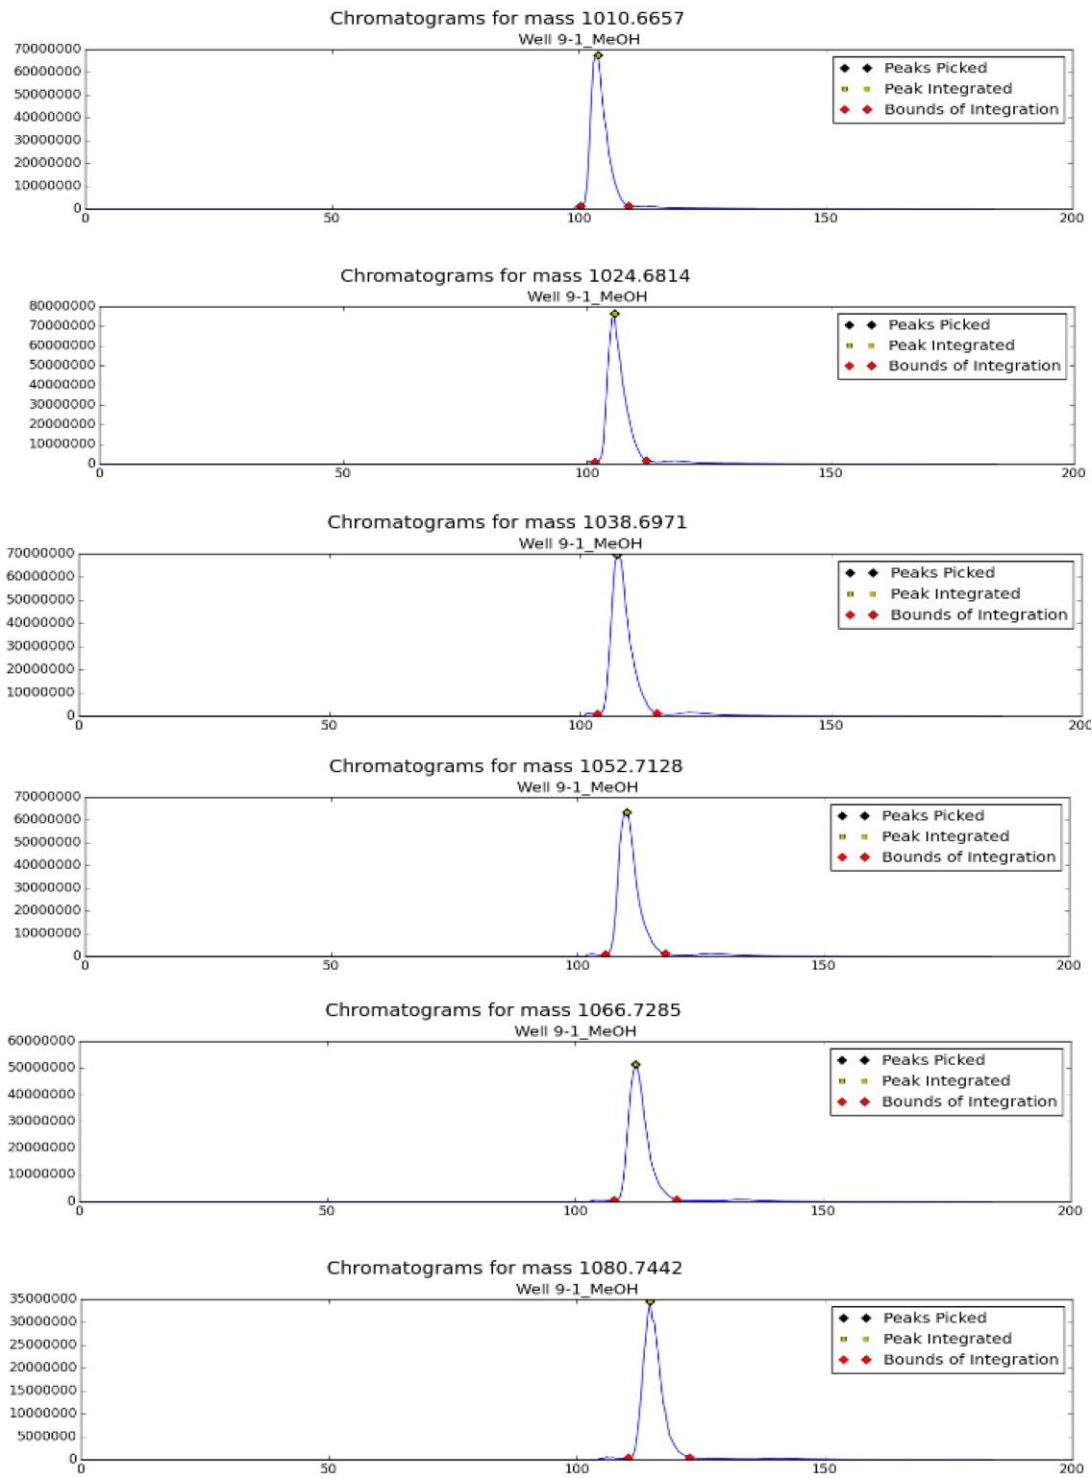 Chromatograms for mass 1010.6657
Well 9-1_MeOH
70000000
60000000
50000000
40000000
30000000
20000000
10000000
0
0 50 100 150 200
Peaks Picked
Peak Integrated
Bounds of Integration
Chromatograms for mass 1024.6814
Well 9-1_MeOH
80000000
70000000
60000000
50000000
40000000
30000000
20000000
10000000
0
0 50 100 150 200
Peaks Picked
Peak Integrated
Bounds of Integration
Chromatograms for mass 1038.6971
Well 9-1_MeOH
70000000
60000000
50000000
40000000
30000000
20000000
10000000
0
0 50 100 150 200
Peaks Picked
Peak Integrated
Bounds of Integration
Chromatograms for mass 1052.7128
Well 9-1_MeOH
70000000
60000000
50000000
40000000
30000000
20000000
10000000
0
0 50 100 150 200
Peaks Picked
Peak Integrated
Bounds of Integration
Chromatograms for mass 1066.7285
Well 9-1_MeOH
60000000
50000000
40000000
30000000
20000000
10000000
0
0 50 100 150 200
Peaks Picked
Peak Integrated
Bounds of Integration
Chromatograms for mass 1080.7442
Well 9-1_MeOH
35000000
30000000
25000000
20000000
15000000
10000000
5000000
0
0 50 100 150 200
Peaks Picked
Peak Integrated
Bounds of Integration